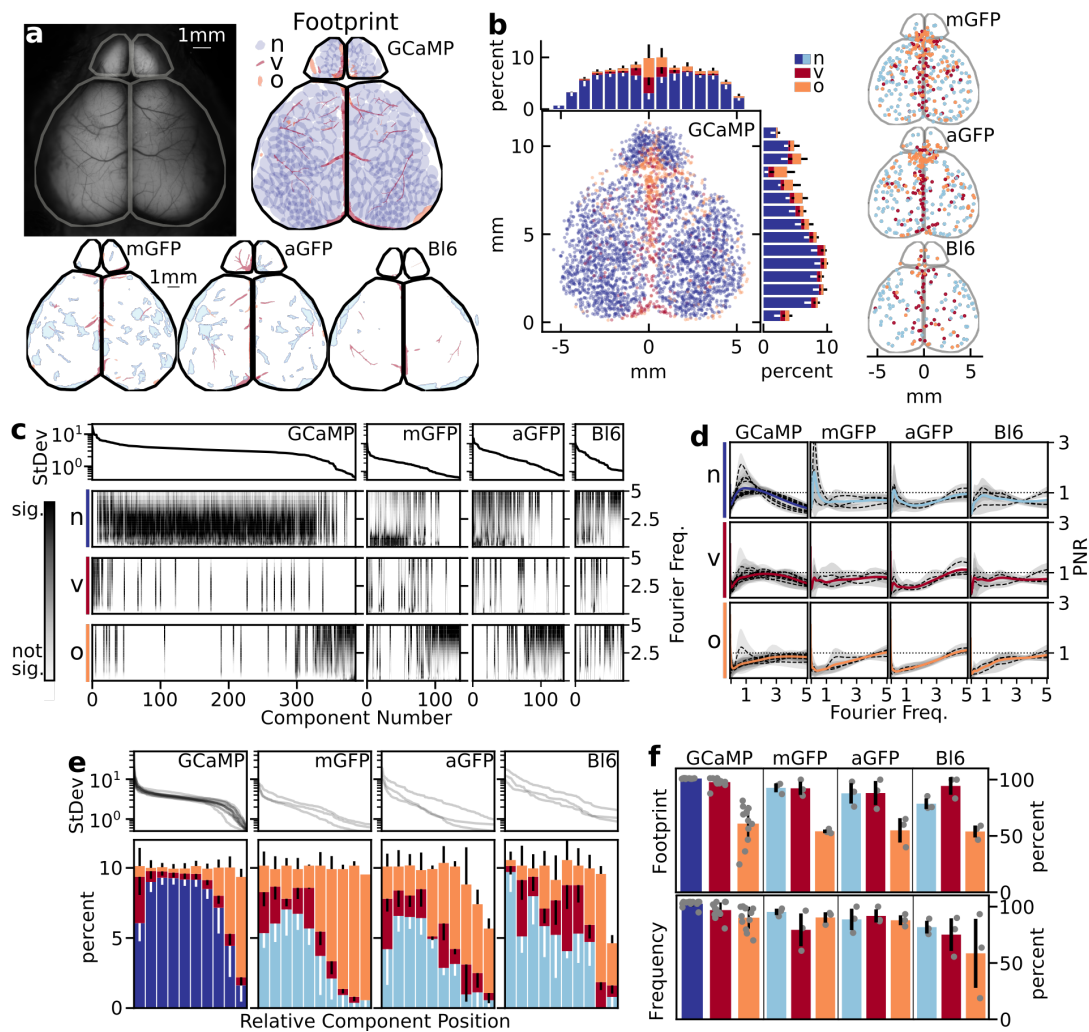 a
1mm
Footprint
n
v
o
GCaMP
mGFP
aGFP
Bl6
1mm
b
percent
10
0
n
v
o
GCaMP
10
5
0
mm
-5
0
5
mm
0
10
percent
mGFP
aGFP
Bl6
-5
0
5
mm
c
StDev
10¹
10⁰
GCaMP
mGFP
aGFP
Bl6
sig.
not
sig.
n
v
o
5
2.5
5
2.5
5
2.5
Fourier Freq.
0
100
200
300
0
100
0
100
0
Component Number
d
GCaMP
mGFP
aGFP
Bl6
n
v
o
3
1
3
1
3
1
PNR
1
3
5
1
3
5
1
3
5
1
3
5
Fourier Freq.
e
StDev
10¹
10⁰
GCaMP
mGFP
aGFP
Bl6
percent
10
5
0
Relative Component Position
f
GCaMP
mGFP
aGFP
Bl6
Footprint
100
50
0
percent
Frequency
100
50
0
percent